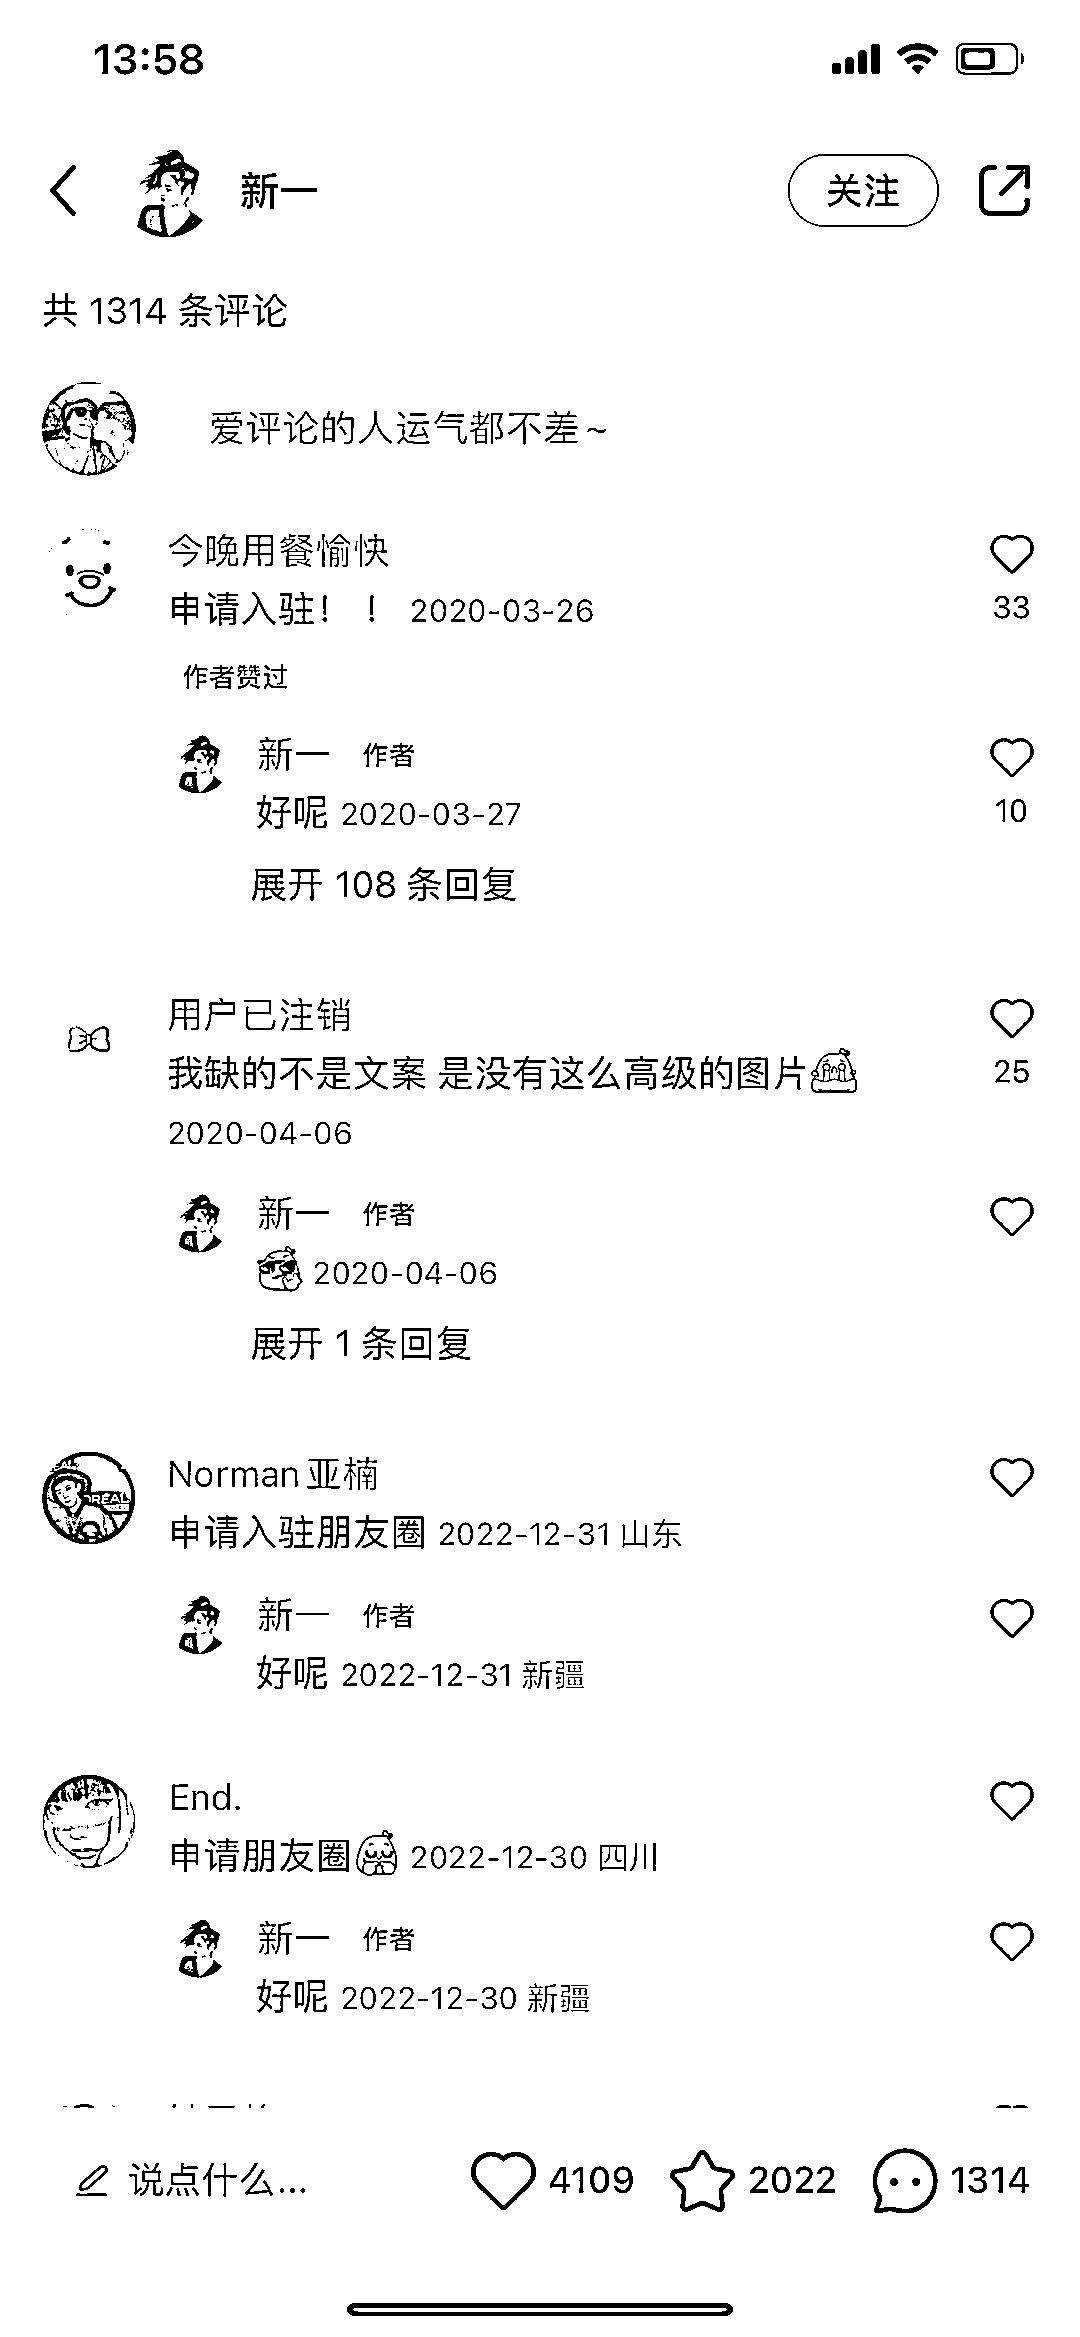 13:58
新一
关注
共 1314 条评论
爱评论的人运气都不差~
今晚用餐愉快
申请入驻！！ 2020-03-26
33
作者赞过
新一 作者
好呢 2020-03-27
10
展开 108 条回复
用户已注销
我缺的不是文案 是没有这么高级的图片
25
2020-04-06
新一 作者
2020-04-06
展开 1 条回复
Norman亚楠
申请入驻朋友圈 2022-12-31 山东
新一 作者
好呢 2022-12-31 新疆
End.
申请朋友圈 2022-12-30 四川
新一 作者
好呢 2022-12-30 新疆
说点什么... 4109 2022 1314